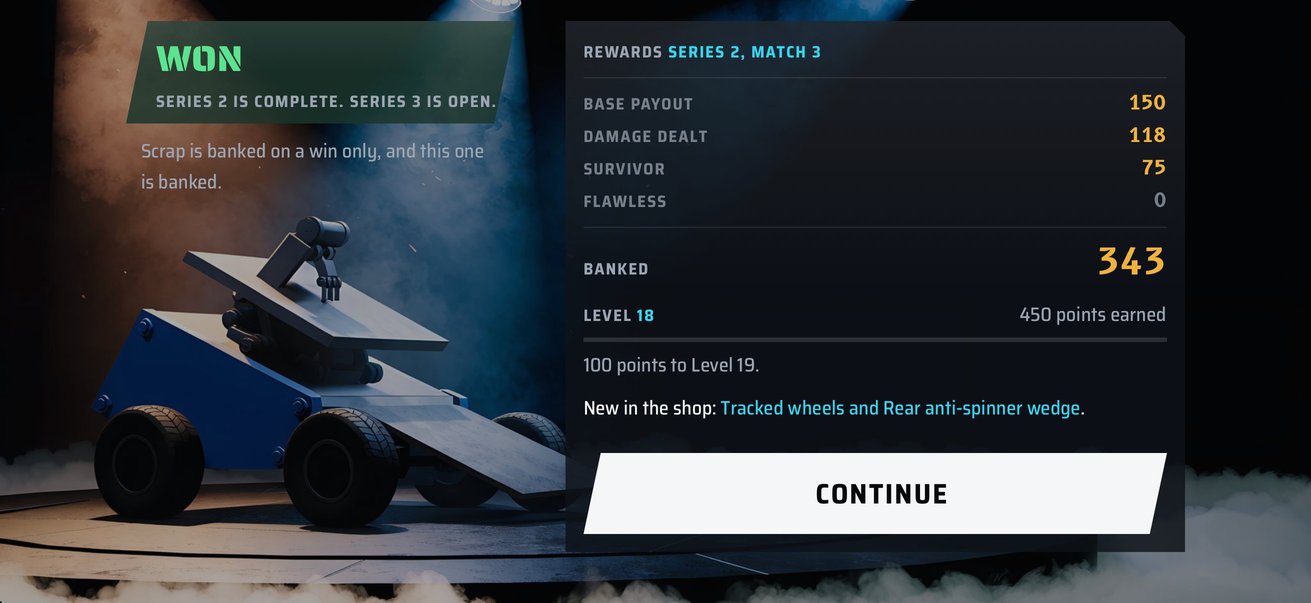 WON
SERIES 2 IS COMPLETE. SERIES 3 IS OPEN.
Scrap is banked on a win only, and this one
is banked.
REWARDS SERIES 2, MATCH 3
BASE PAYOUT 150
DAMAGE DEALT 118
SURVIVOR 75
FLAWLESS 0
BANKED 343
LEVEL 18 450 points earned
100 points to Level 19.
New in the shop: Tracked wheels and Rear anti-spinner wedge.
CONTINUE